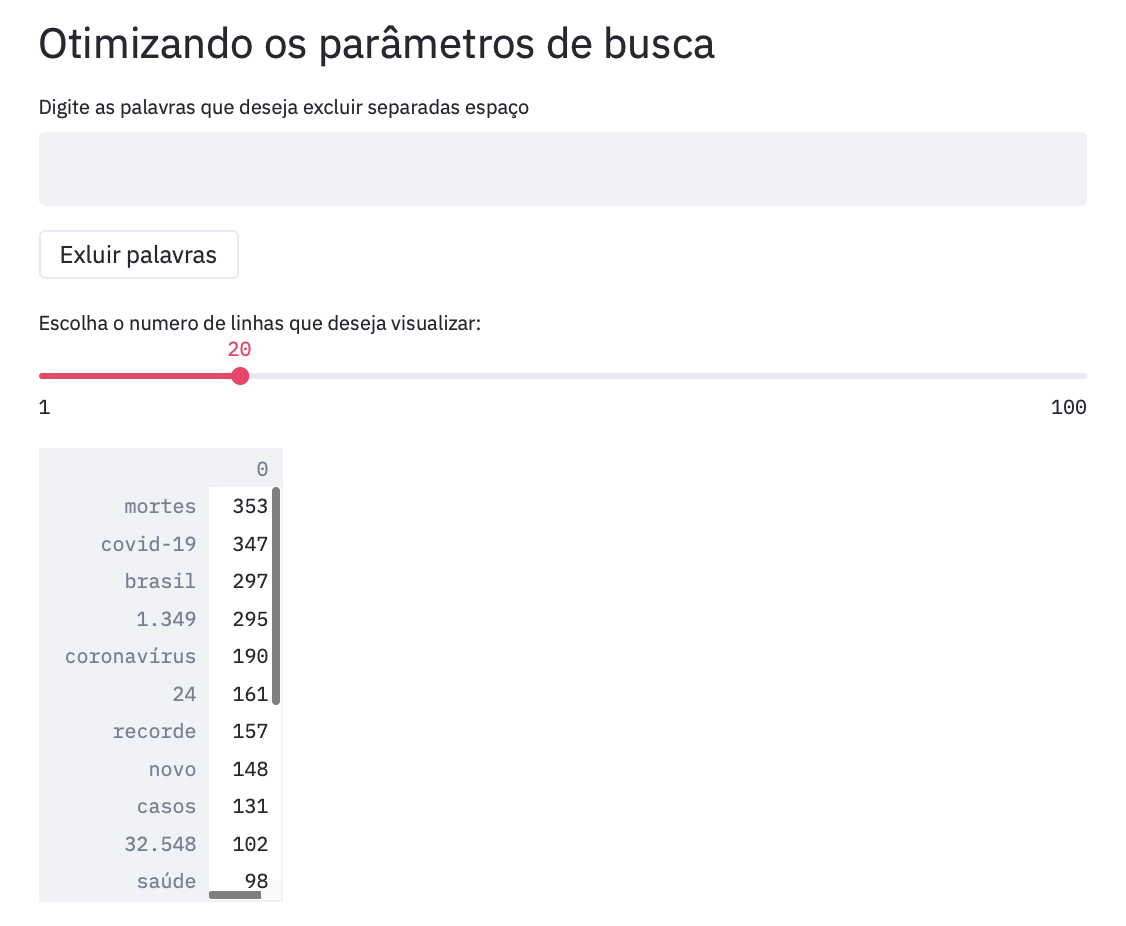 Otimizando os parâmetros de busca
Digite as palavras que deseja excluir separadas espaço
Exluir palavras
Escolha o numero de linhas que deseja visualizar:
20
1 100
0
mortes 353
covid-19 347
brasil 297
1.349 295
coronavírus 190
24 161
recorde 157
novo 148
casos 131
32.548 102
saúde 98